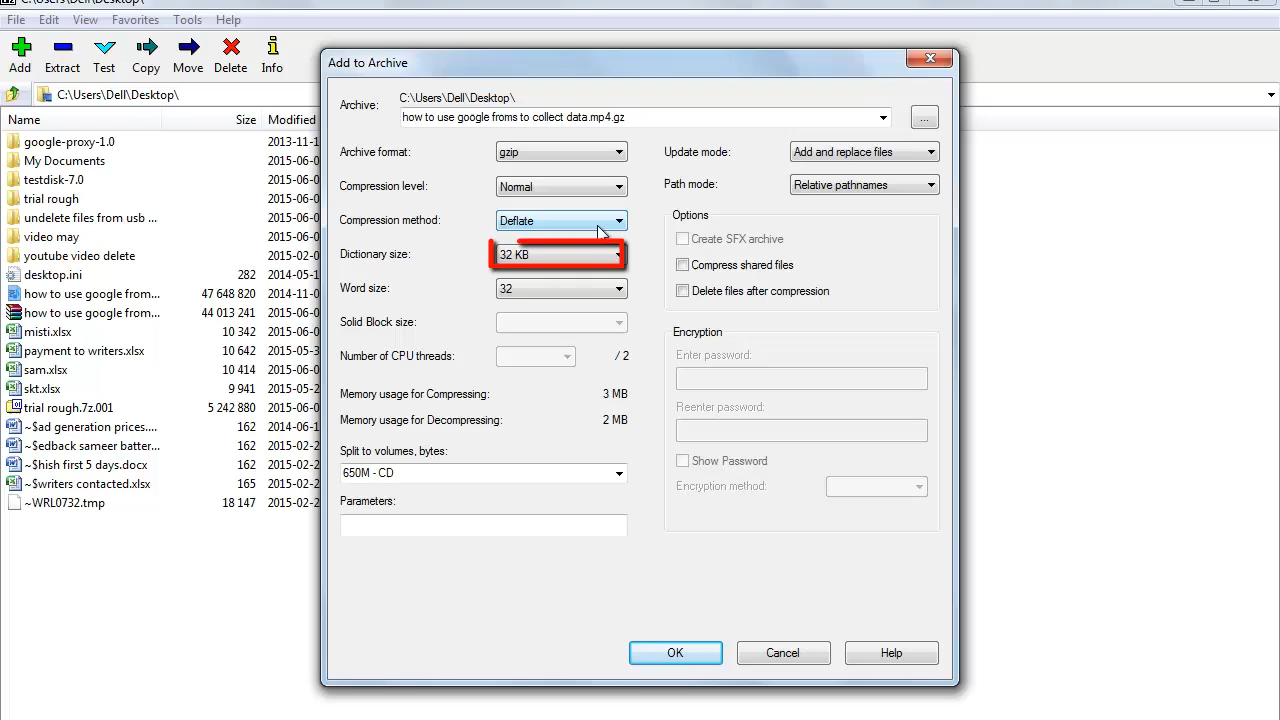 C:\Users\Dell\Desktop\
File Edit View Favorites Tools Help
Add Extract Test Copy Move Delete Info
C:\Users\Dell\Desktop\
Name Size Modified
google-proxy-1.0 2013-11-1
My Documents 2015-06-0
testdisk-7.0 2015-06-0
trial rough 2015-06-0
undelete files from usb ... 2015-06-0
video may 2015-06-0
youtube video delete 2015-06-0
desktop.ini 282 2014-05-1
how to use google from... 47 648 820 2014-11-0
how to use google from... 44 013 241 2015-06-0
misti.xlsx 10 342 2015-06-0
payment to writers.xlsx 10 642 2015-05-3
sam.xlsx 10 414 2015-06-0
skt.xlsx 9 941 2015-05-2
trial rough.7z.001 5 242 880 2015-06-0
~$ad generation prices.... 162 2014-06-1
~$edback sameer batter... 162 2015-02-2
~$hish first 5 days.docx 162 2015-02-2
~$writers contacted.xlsx 165 2015-02-2
~WRL0732.tmp 18 147 2015-02-2
Add to Archive
Archive: C:\Users\Dell\Desktop\
how to use google froms to collect data.mp4.gz
...
Archive format: gzip
Compression level: Normal
Compression method: Deflate
Dictionary size: 32 KB
Word size: 32
Solid Block size:
Number of CPU threads: / 2
Memory usage for Compressing: 3 MB
Memory usage for Decompressing: 2 MB
Split to volumes, bytes:
650M - CD
Parameters:
Update mode: Add and replace files
Path mode: Relative pathnames
Options
Create SFX archive
Compress shared files
Delete files after compression
Encryption
Enter password:
Reenter password:
Show Password
Encryption method:
OK Cancel Help